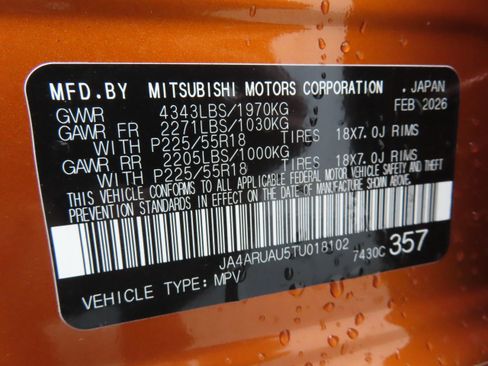 MFD.BY MITSUBISHI MOTORS CORPORATION . JAPAN
GVWR 4343LBS/1970KG FEB 2026
GAWR FR 2271LBS/1030KG
WITH P225/55R18 TIRES 18X7.0J RIMS
GAWR RR 2205LBS/1000KG
WITH P225/55R18 TIRES 18X7.0J RIMS
THIS VEHICLE CONFORMS TO ALL APPLICABLE FEDERAL MOTOR VEHICLE SAFETY AND THEFT
PREVENTION STANDARDS IN EFFECT ON THE DATE OF MANUFACTURE SHOWN ABOVE.
JA4ARUAU5TU018102 7430C 357
VEHICLE TYPE: MPV